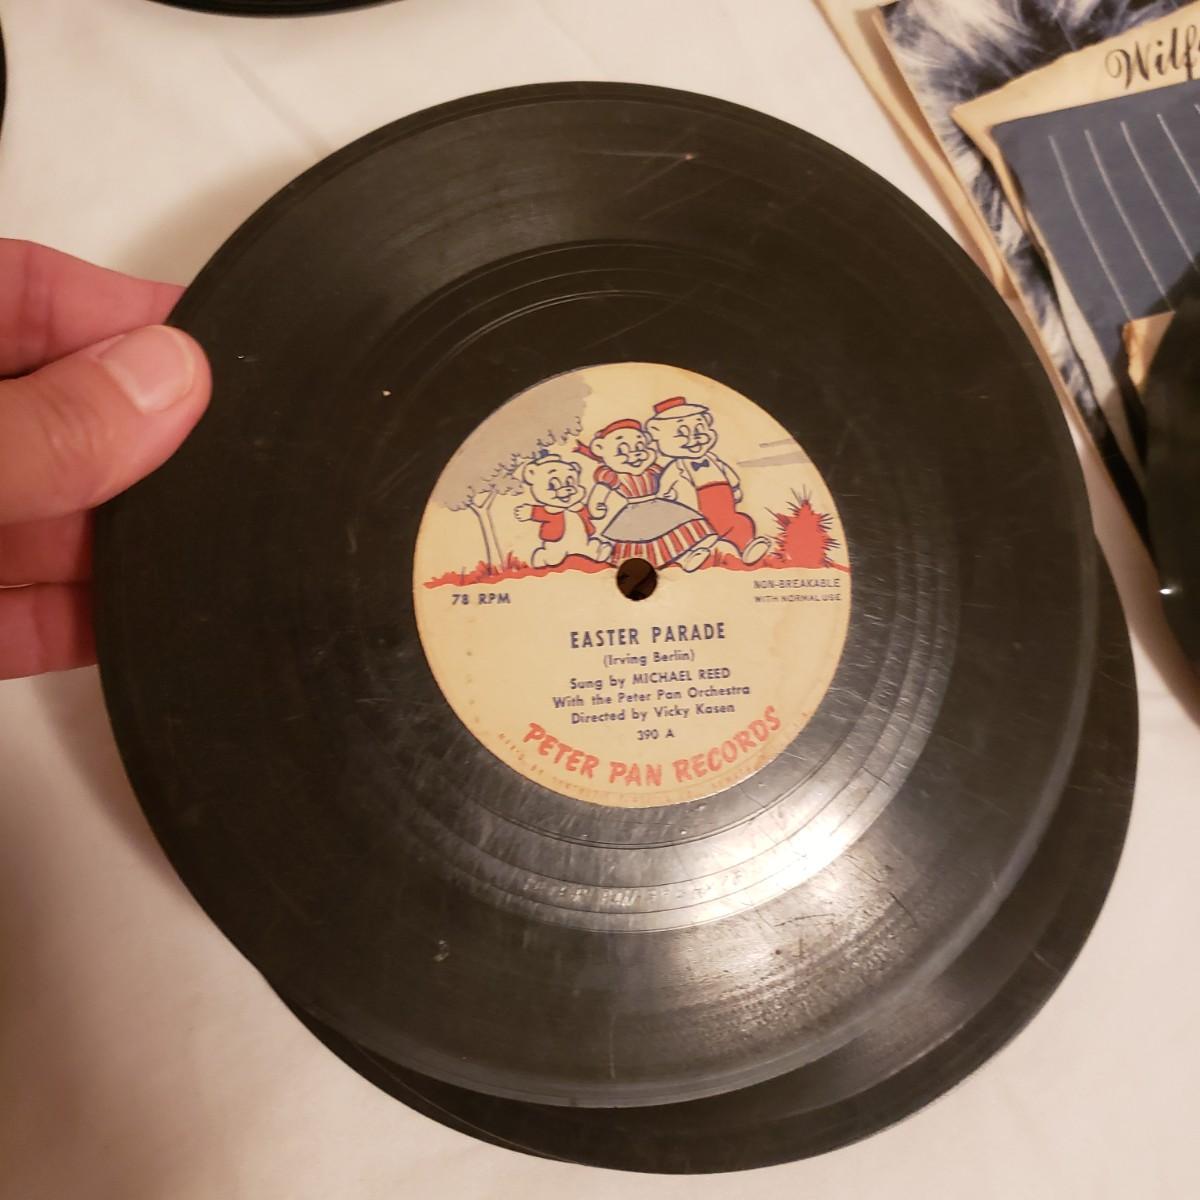 Wilf
78 RPM
NON-BREAKABLE
WITH NORMAL USE
EASTER PARADE
(Irving Berlin)
Sung by MICHAEL REED
With the Peter Pan Orchestra
Directed by Vicky Kasen
390 A
PETER PAN RECORDS